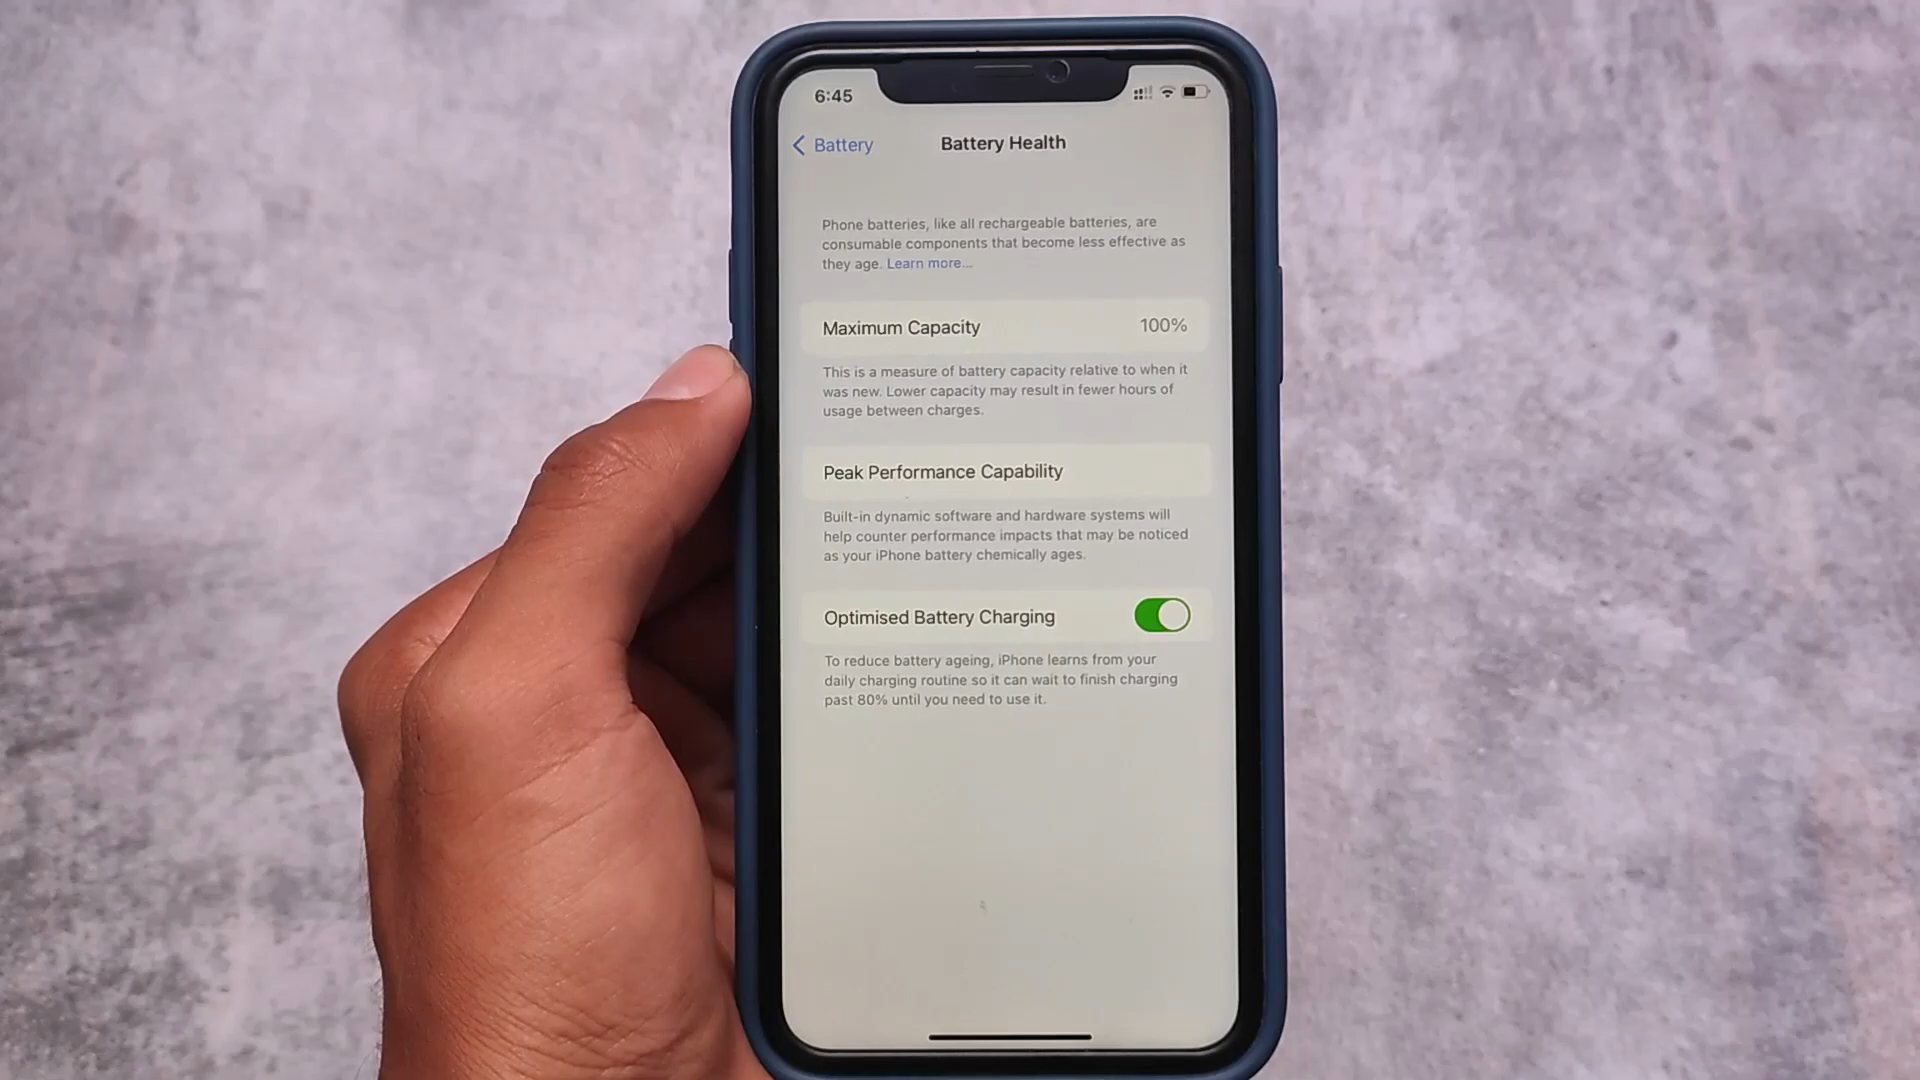 6:45
Battery
Battery Health
Phone batteries, like all rechargeable batteries, are
consumable components that become less effective as
they age. Learn more...
Maximum Capacity 100%
This is a measure of battery capacity relative to when it
was new. Lower capacity may result in fewer hours of
usage between charges.
Peak Performance Capability
Built-in dynamic software and hardware systems will
help counter performance impacts that may be noticed
as your iPhone battery chemically ages.
Optimised Battery Charging
To reduce battery ageing, iPhone learns from your
daily charging routine so it can wait to finish charging
past 80% until you need to use it.